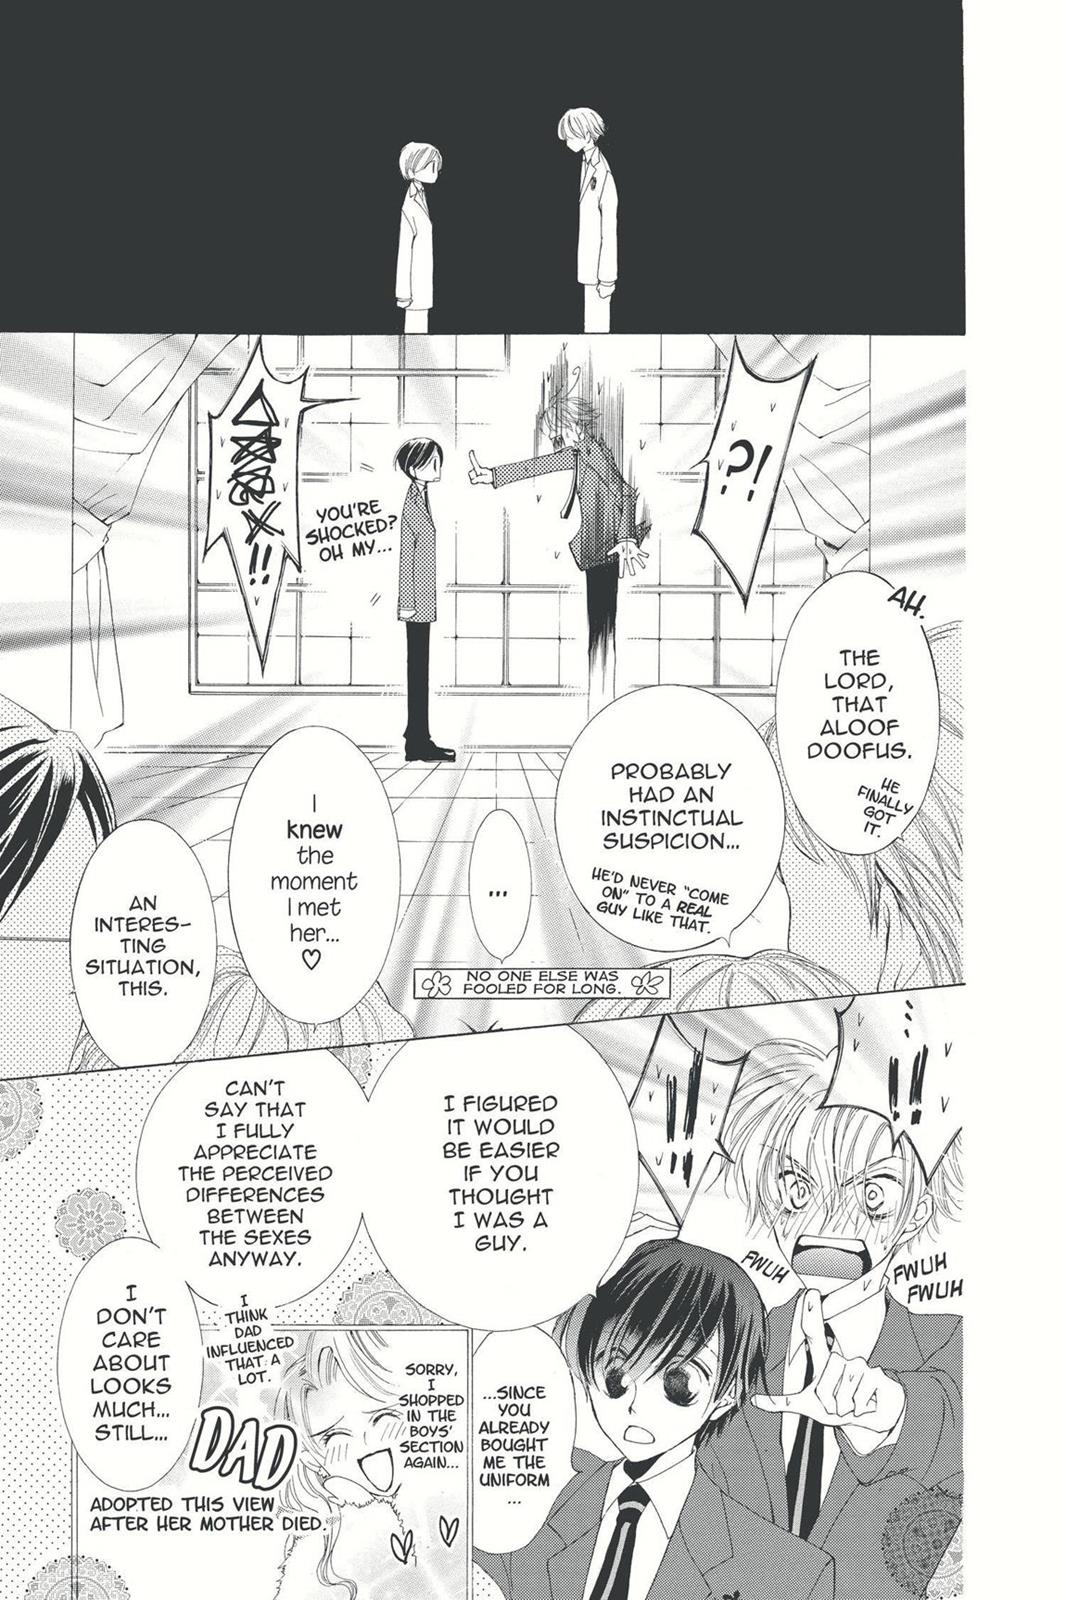 ?!
YOU'RE
SHOCKED?
OH MY...
!!
AH.
THE
LORD,
THAT
ALOOF
DOOFUS.
HE
FINALLY
GOT
IT.
PROBABLY
HAD AN
INSTINCTUAL
SUSPICION...
HE'D NEVER "COME
ON" TO A REAL
GUY LIKE THAT.
...
NO ONE ELSE WAS
FOOLED FOR LONG.
I
knew
the
moment
I met
her...
♡
AN
INTERES-
TING
SITUATION,
THIS.
!!
!!
FWUH
FWUH
FWUH
...SINCE
YOU
ALREADY
BOUGHT
ME THE
UNIFORM
...
I FIGURED
IT WOULD
BE EASIER
IF YOU
THOUGHT
I WAS A
GUY.
CAN'T
SAY THAT
I FULLY
APPRECIATE
THE PERCEIVED
DIFFERENCES
BETWEEN
THE SEXES
ANYWAY.
I
THINK
DAD
INFLUENCED
THAT A
LOT.
SORRY,
I
SHOPPED
IN THE
BOYS'
SECTION
AGAIN...
I
DON'T
CARE
ABOUT
LOOKS
MUCH...
STILL...
DAD
ADOPTED THIS VIEW
AFTER HER MOTHER DIED.